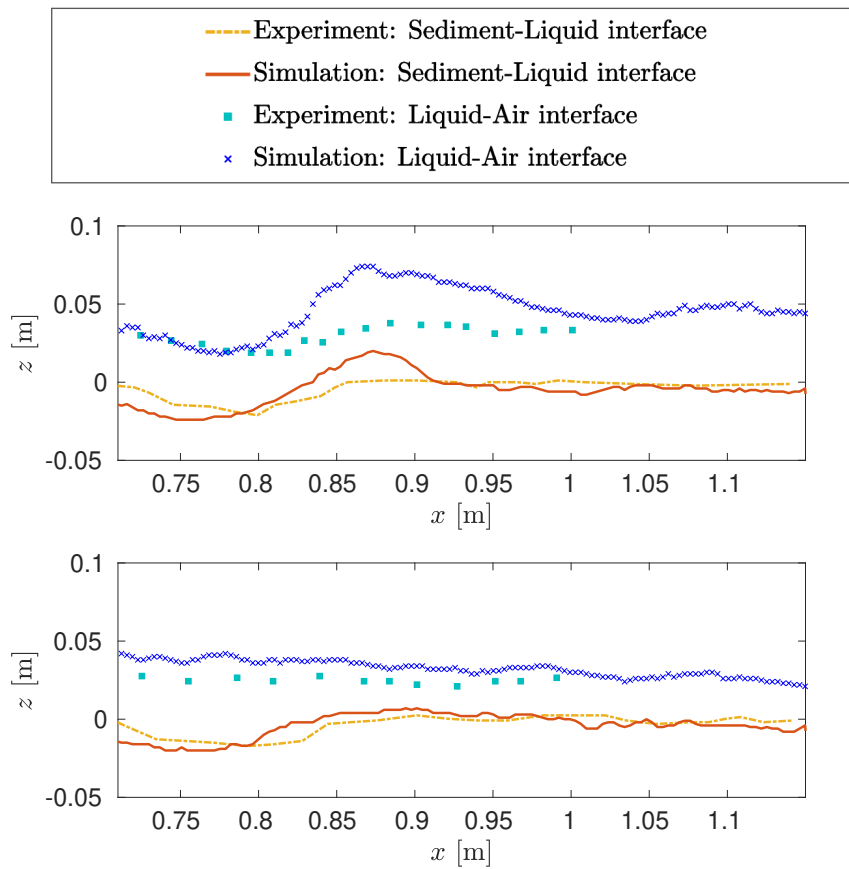 Experiment: Sediment-Liquid interface
Simulation: Sediment-Liquid interface
Experiment: Liquid-Air interface
Simulation: Liquid-Air interface
0.1
0.05
0
-0.05
z [m]
0.75 0.8 0.85 0.9 0.95 1 1.05 1.1
x [m]
0.1
0.05
0
-0.05
z [m]
0.75 0.8 0.85 0.9 0.95 1 1.05 1.1
x [m]